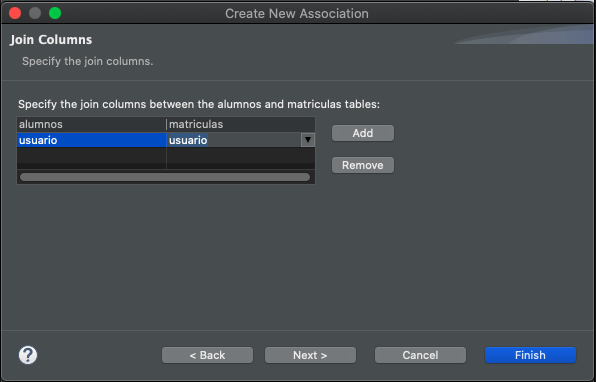 Create New Association
Join Columns
Specify the join columns.
Specify the join columns between the alumnos and matriculas tables:
alumnos matriculas
usuario usuario
Add
Remove
?
< Back Next > Cancel Finish